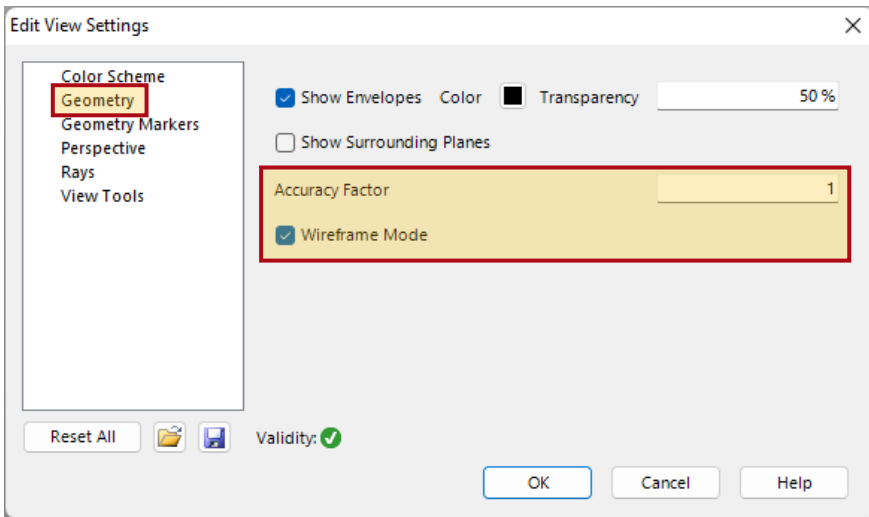 Edit View Settings
Color Scheme
Geometry
Geometry Markers
Perspective
Rays
View Tools
Show Envelopes Color Transparency 50 %
Show Surrounding Planes
Accuracy Factor 1
Wireframe Mode
Reset All Validity:
OK Cancel Help